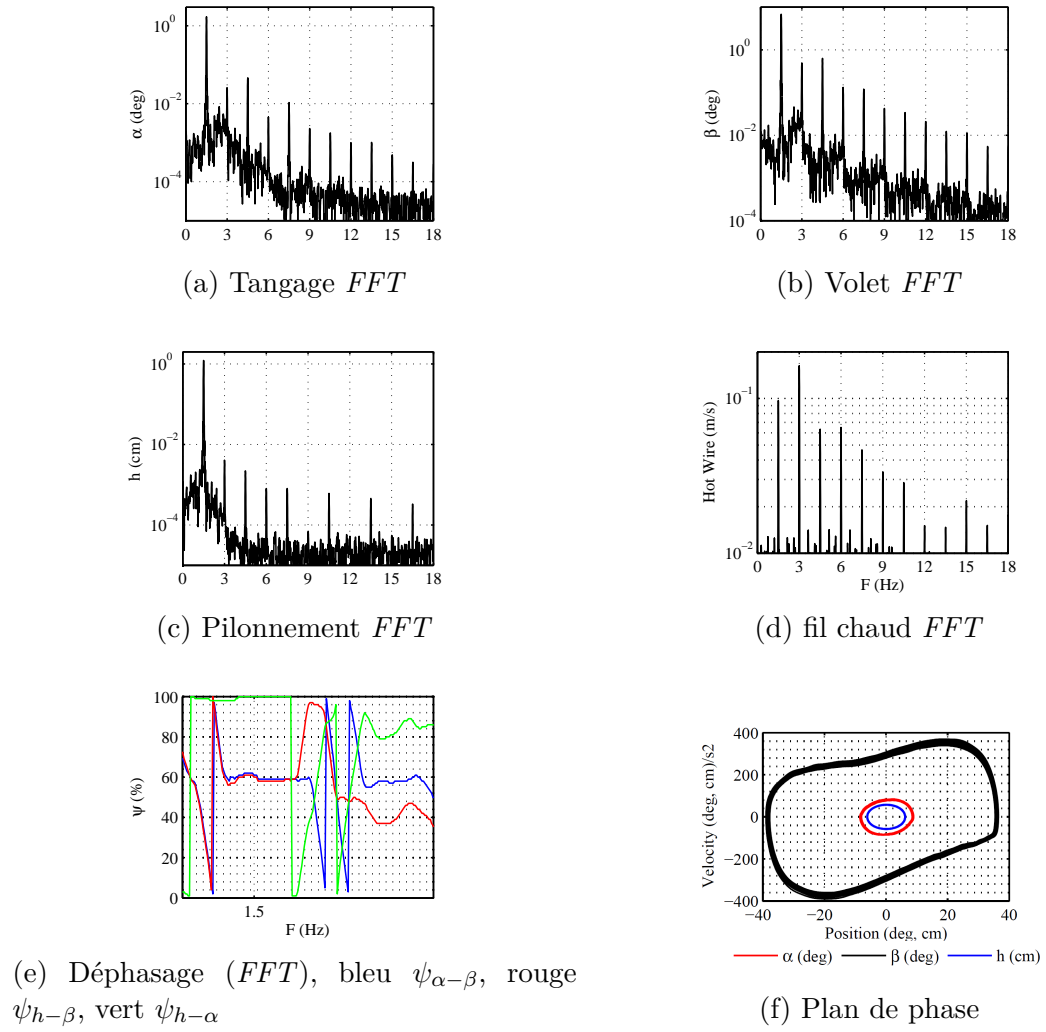 10^0
10^−2
10^−4
α (deg)
0 3 6 9 12 15 18
(a) Tangage FFT
10^0
10^−2
10^−4
β (deg)
0 3 6 9 12 15 18
(b) Volet FFT
10^0
10^−2
10^−4
h (cm)
0 3 6 9 12 15 18
(c) Pilonnement FFT
10^−1
10^−2
Hot Wire (m/s)
0 3 6 9 12 15 18
F (Hz)
(d) fil chaud FFT
100
80
60
40
20
0
ψ (%)
1.5
F (Hz)
(e) Déphasage (FFT), bleu ψα−β, rouge
ψh−β, vert ψh−α
400
200
0
−200
−400
Velocity (deg, cm)/s2
−40 −20 0 20 40
Position (deg, cm)
α (deg) β (deg) h (cm)
(f) Plan de phase